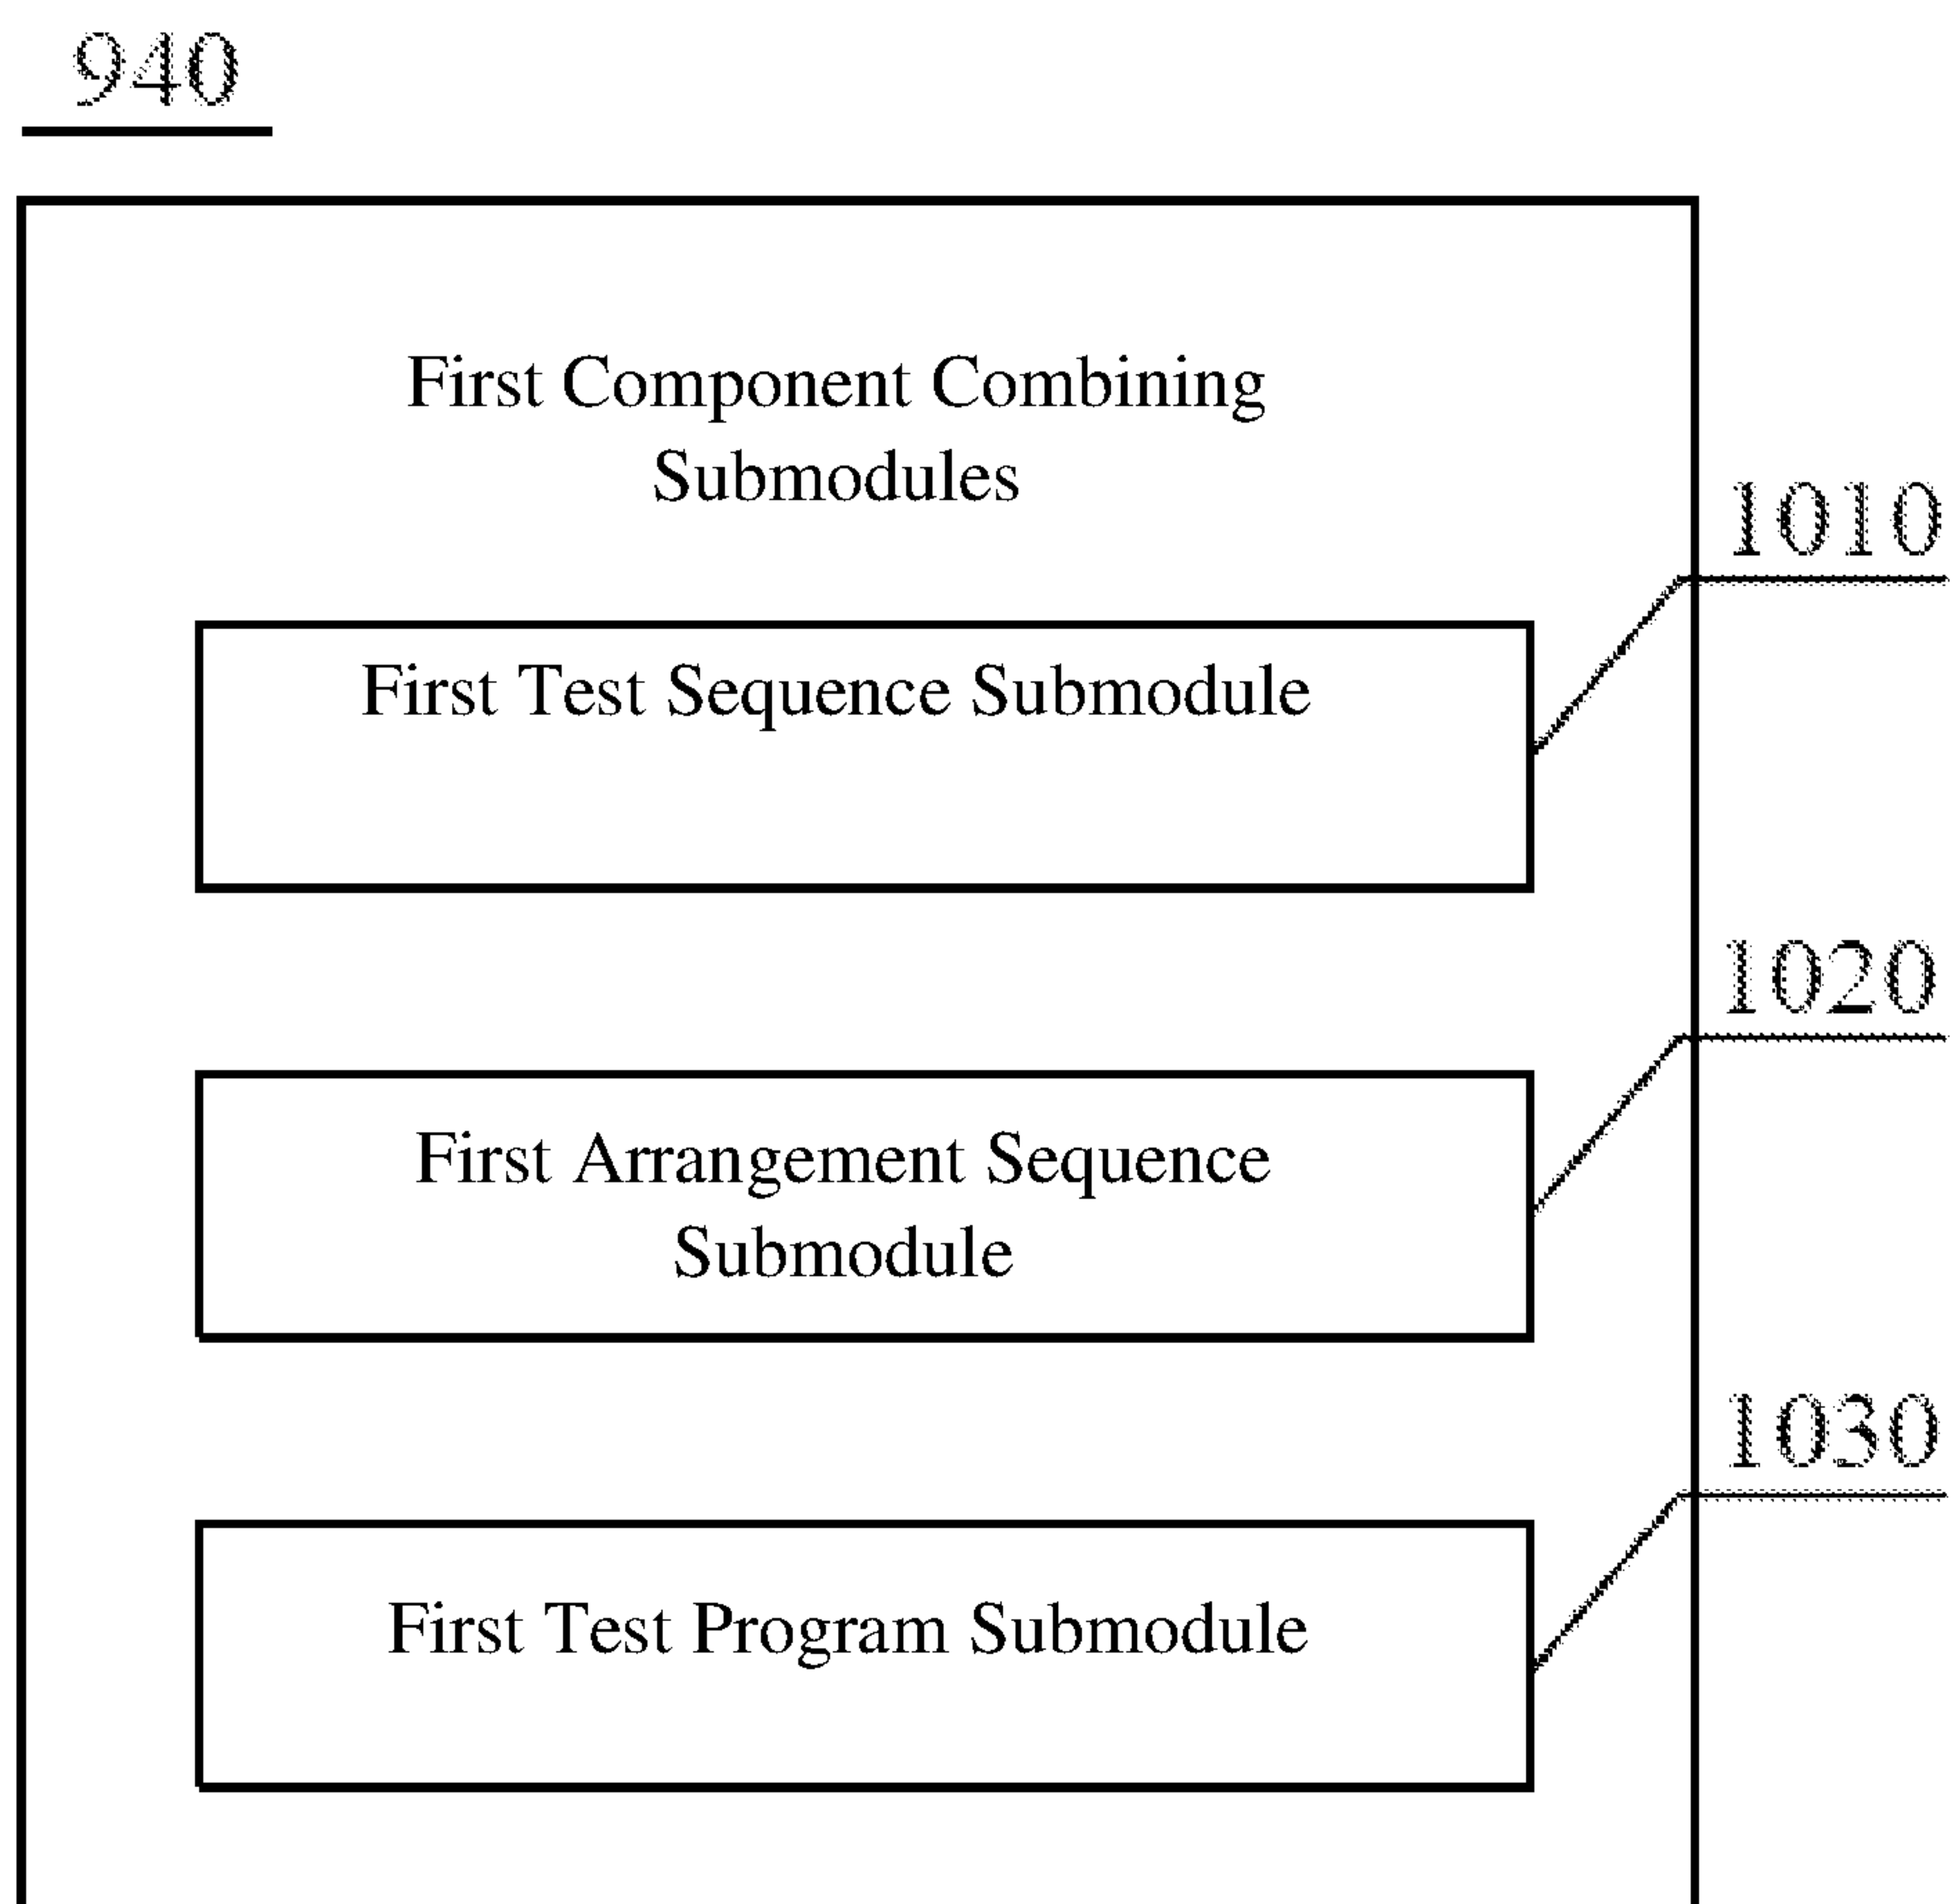 940
First Component Combining
Submodules
1010
First Test Sequence Submodule
1020
First Arrangement Sequence
Submodule
1030
First Test Program Submodule